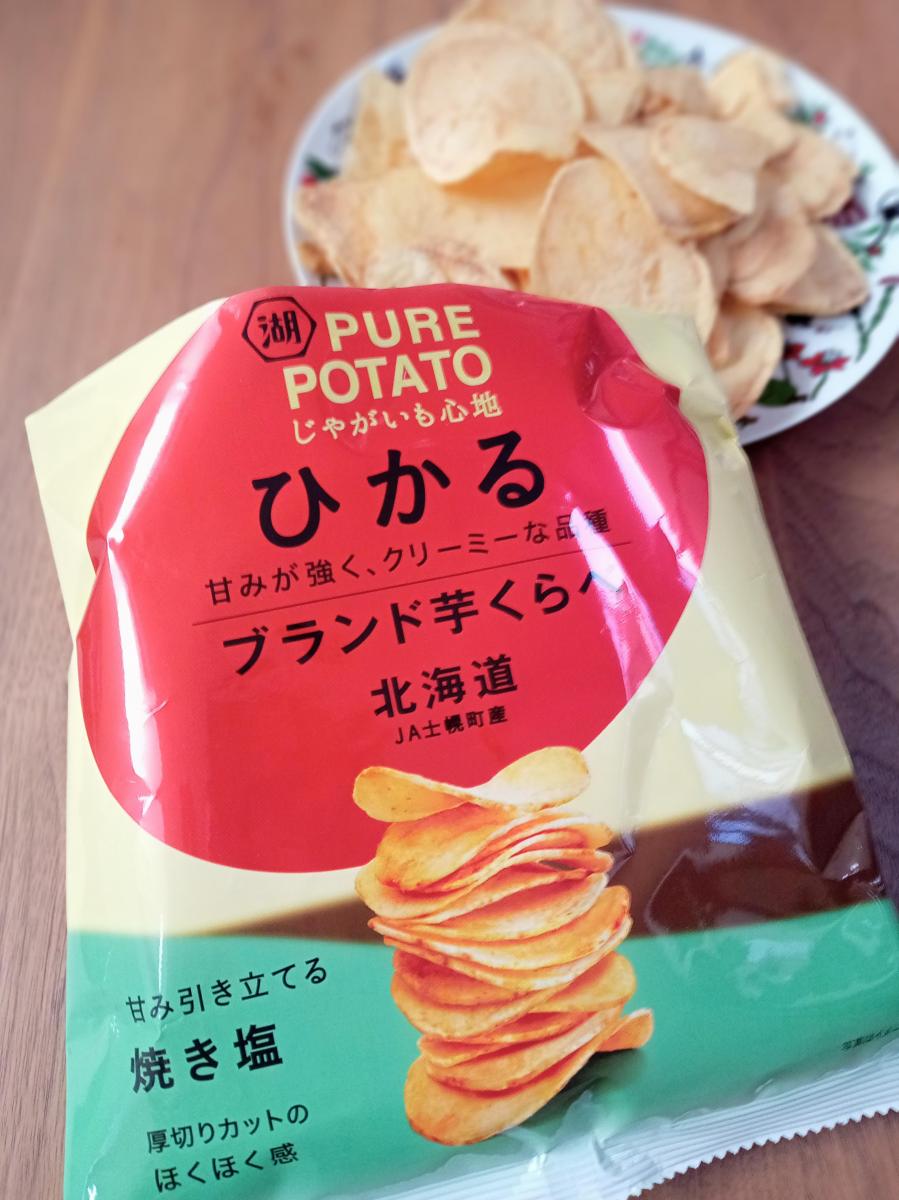 湖
PURE
POTATO
じゃがいも心地
ひかる
甘みが強く、クリーミーな品種
ブランド芋くらべ
北海道
JA士幌町産
甘み引き立てる
焼き塩
厚切りカットの
ほくほく感